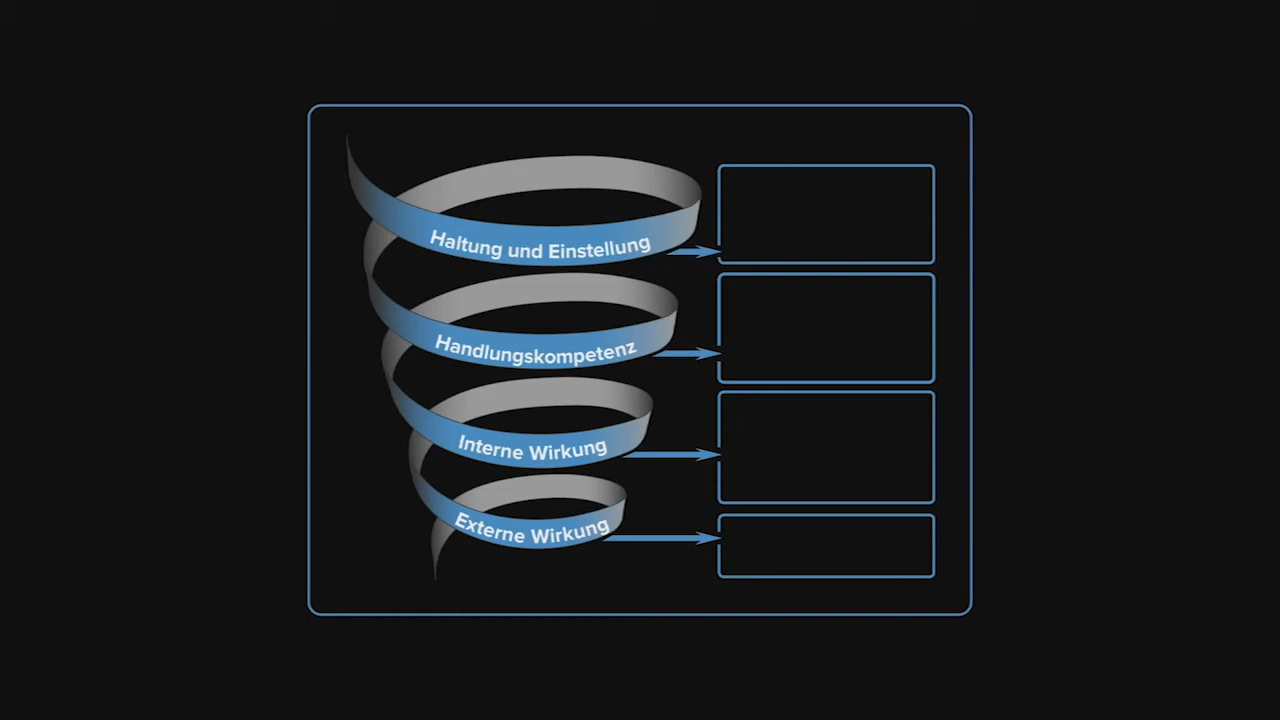 Haltung und Einstellung
Handlungskompetenz
Interne Wirkung
Externe Wirkung